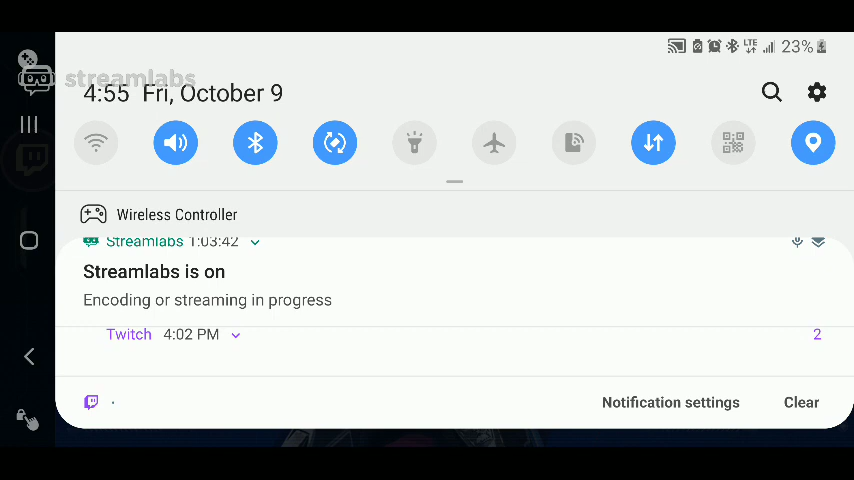 LTE 23%
streamlabs
4:55 Fri, October 9
Wireless Controller
Streamlabs 1:03:42
Streamlabs is on
Encoding or streaming in progress
Twitch 4:02 PM 2
Notification settings Clear